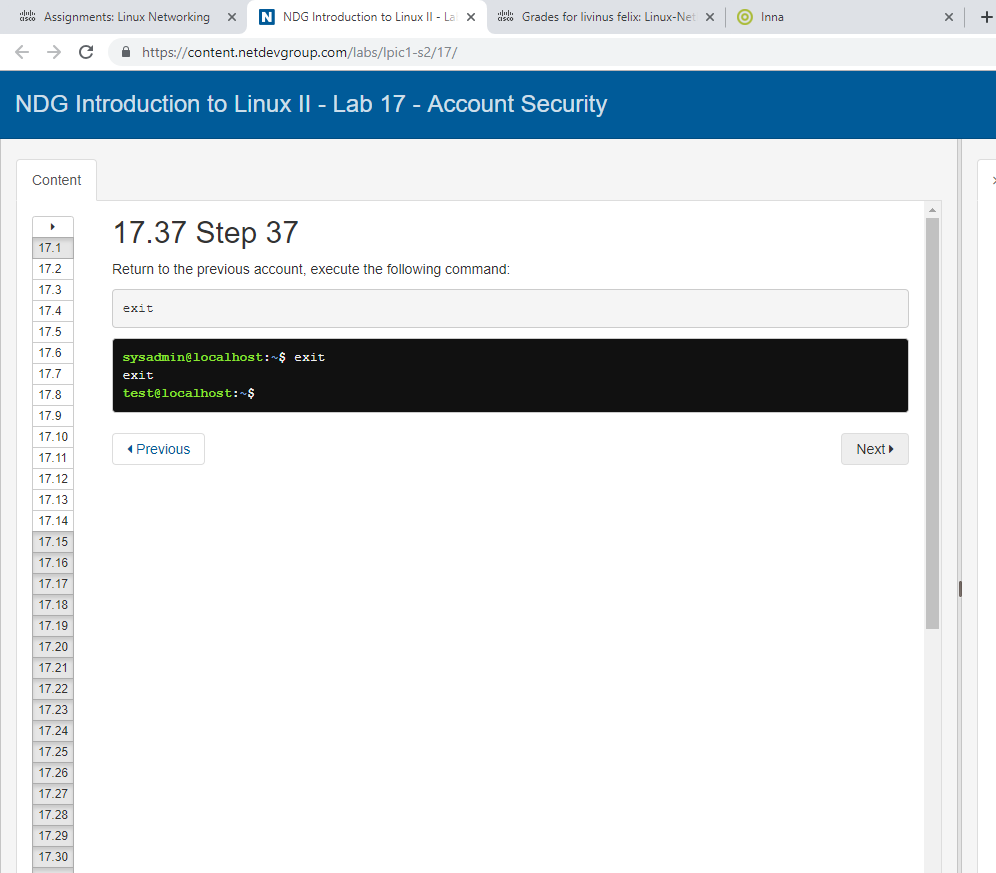 Assignments: Linux Networking
NDG Introduction to Linux II - La
Grades for livinus felix: Linux-Net
Inna
https://content.netdevgroup.com/labs/lpic1-s2/17/
NDG Introduction to Linux II - Lab 17 - Account Security
Content
17.1
17.2
17.3
17.4
17.5
17.6
17.7
17.8
17.9
17.10
17.11
17.12
17.13
17.14
17.15
17.16
17.17
17.18
17.19
17.20
17.21
17.22
17.23
17.24
17.25
17.26
17.27
17.28
17.29
17.30
17.37 Step 37
Return to the previous account, execute the following command:
exit
sysadmin@localhost:~$ exit
exit
test@localhost:~$
Previous
Next